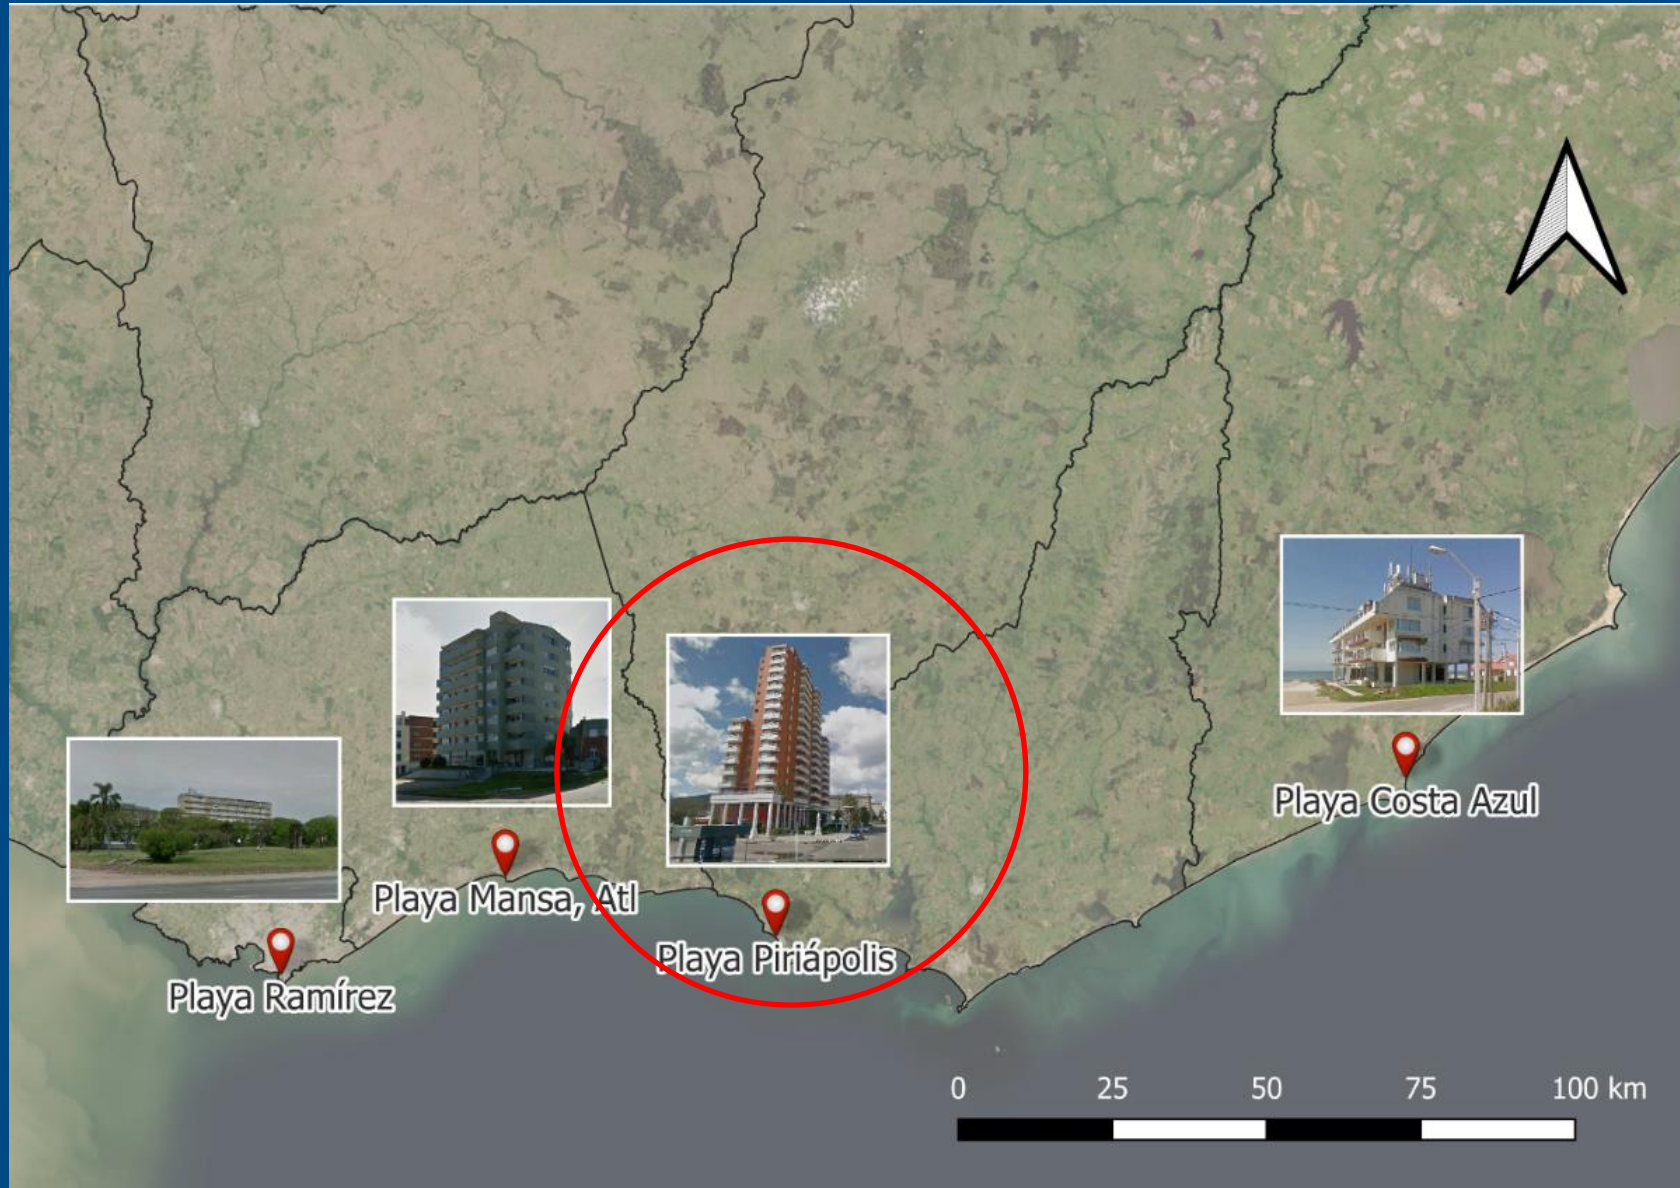 Playa Costa Azul
Playa Mansa, Atl
Playa Piriápolis
Playa Ramírez
0 25 50 75 100 km